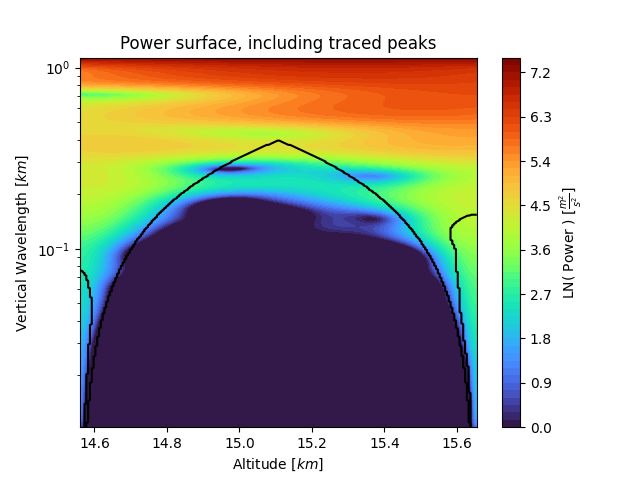 Power surface, including traced peaks
Vertical Wavelength [km]
10⁰
10⁻¹
14.6 14.8 15.0 15.2 15.4 15.6
Altitude [km]
7.2
6.3
5.4
4.5
3.6
2.7
1.8
0.9
0.0
LN( Power ) [m²/s²]